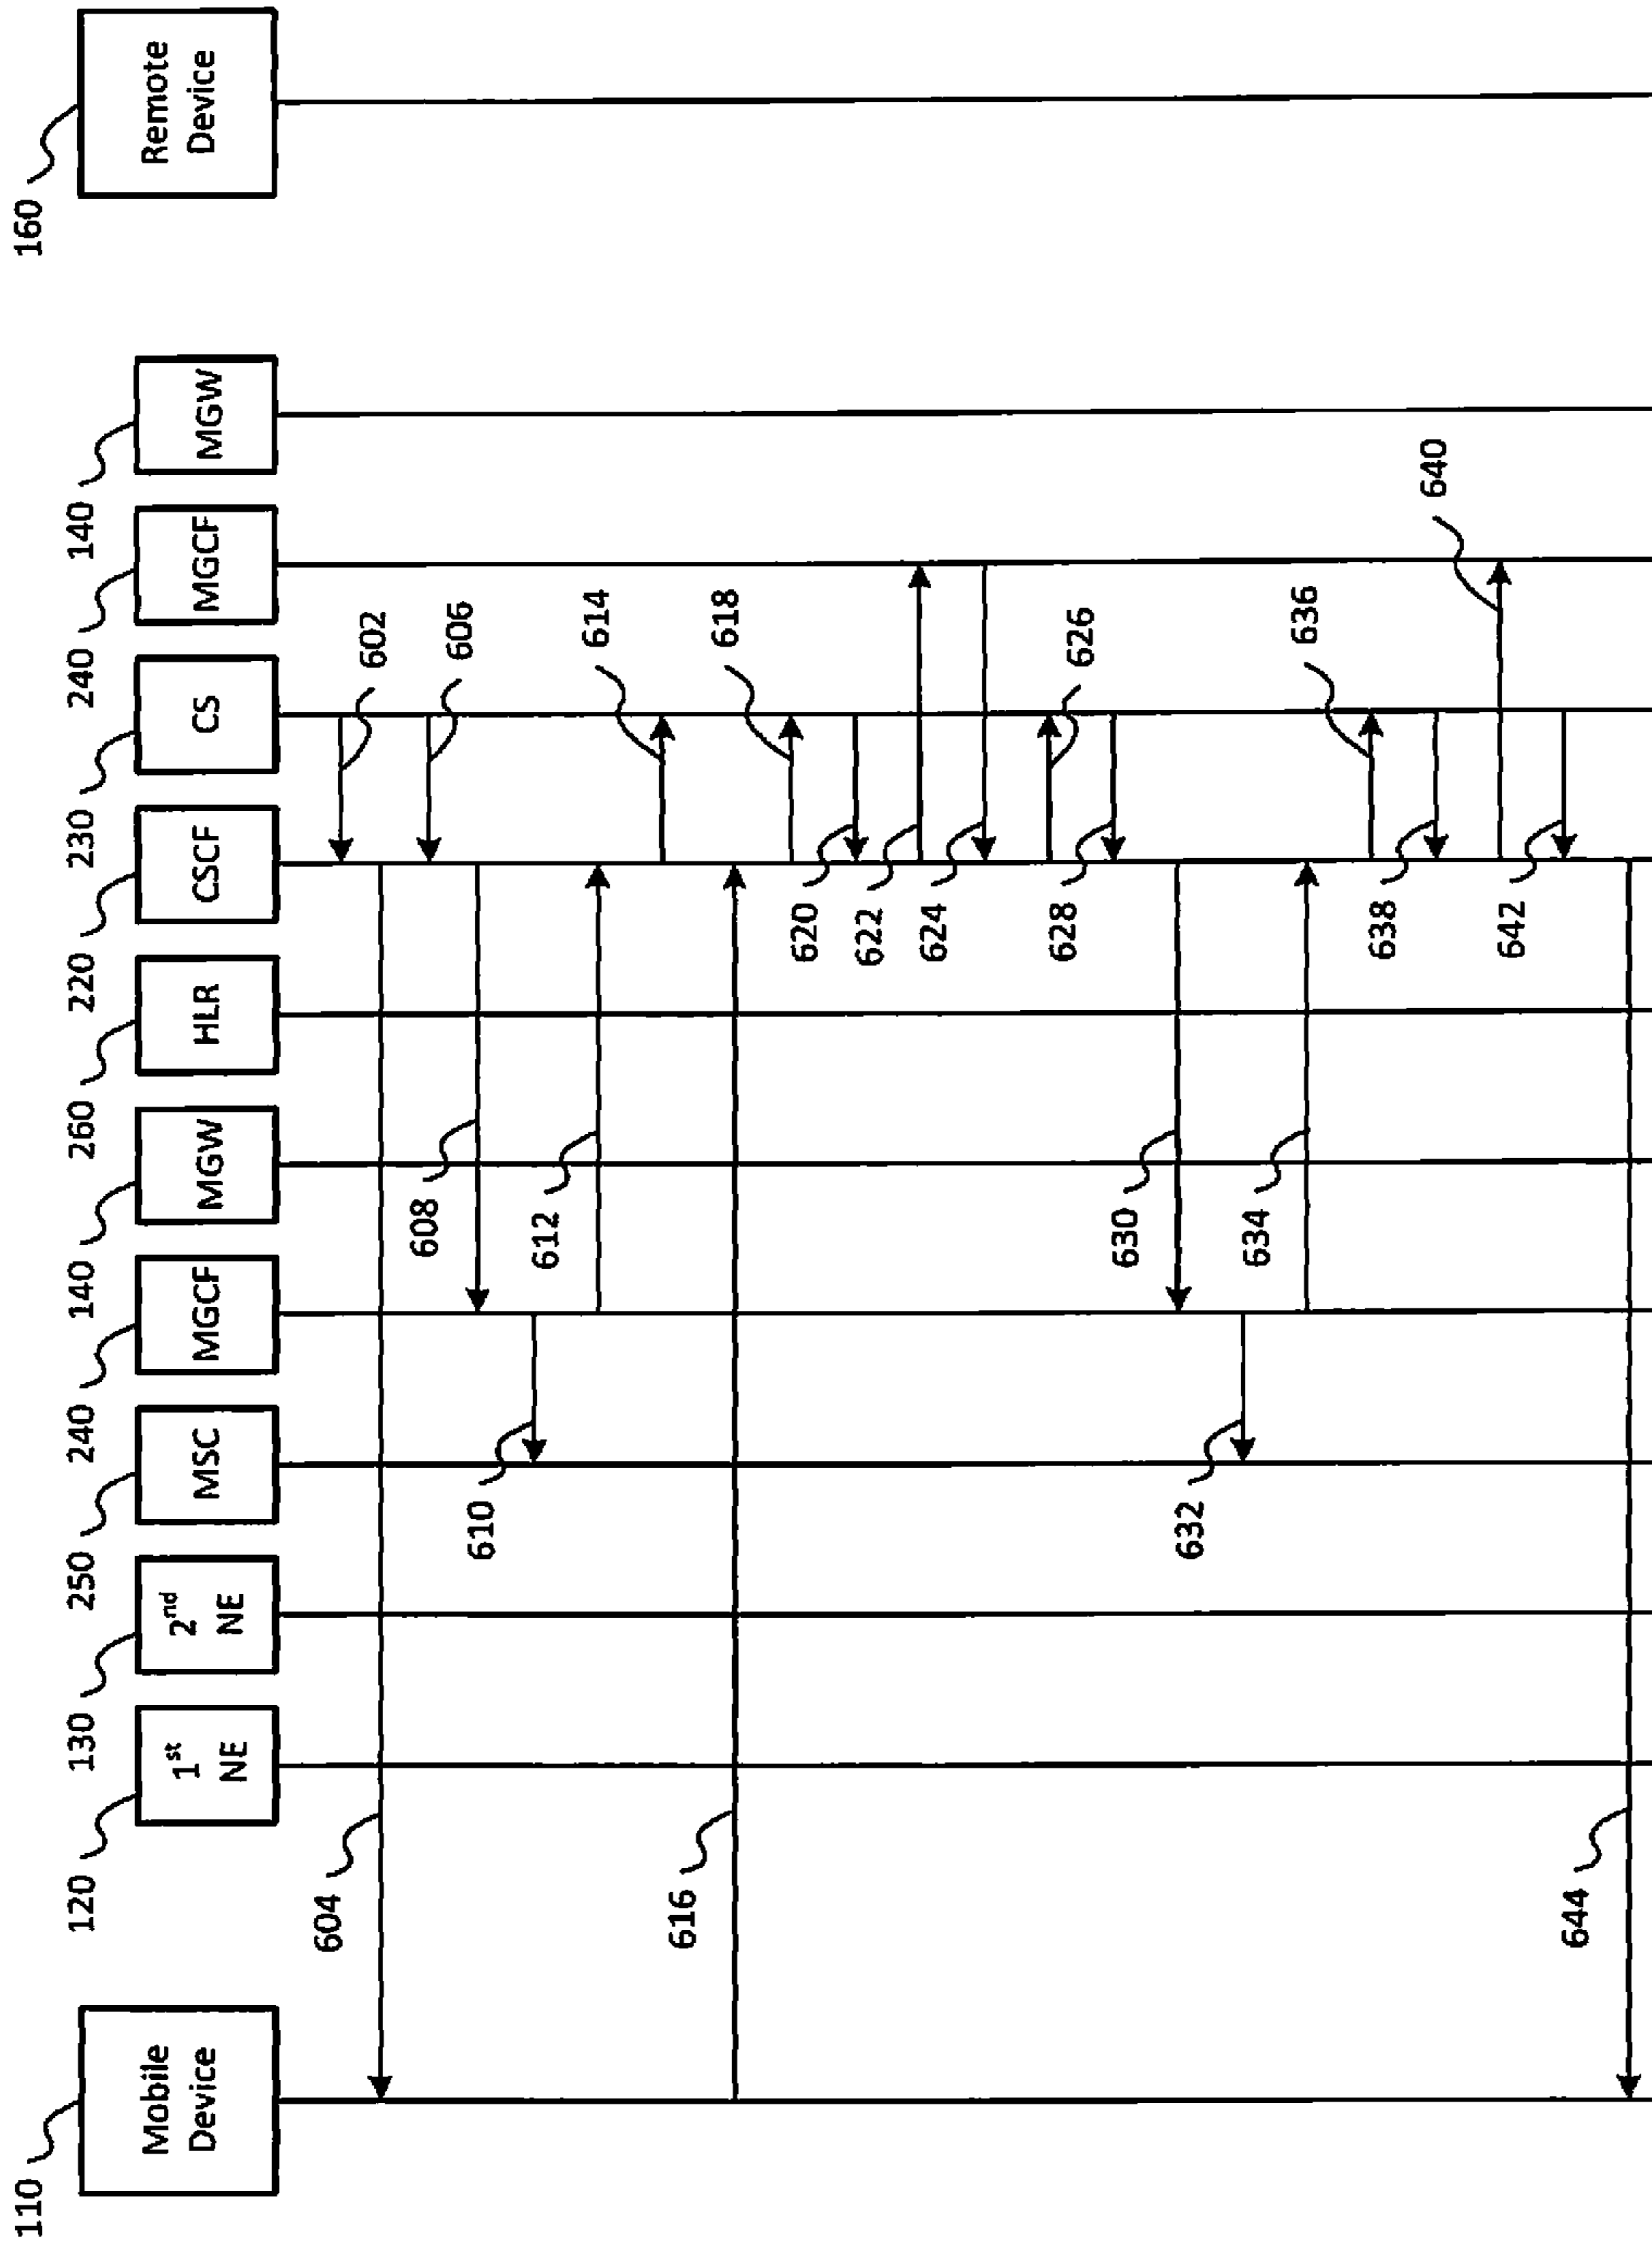 110
Mobile
Device
120
1st
NE
130
2nd
NE
250
MSC
240
MGCF
140
MGW
260
HLR
220
CSCF
230
CS
240
MGCF
140
MGW
160
Remote
Device
602
604
606
608
610
612
614
616
618
620
622
624
626
628
630
632
634
636
638
640
642
644